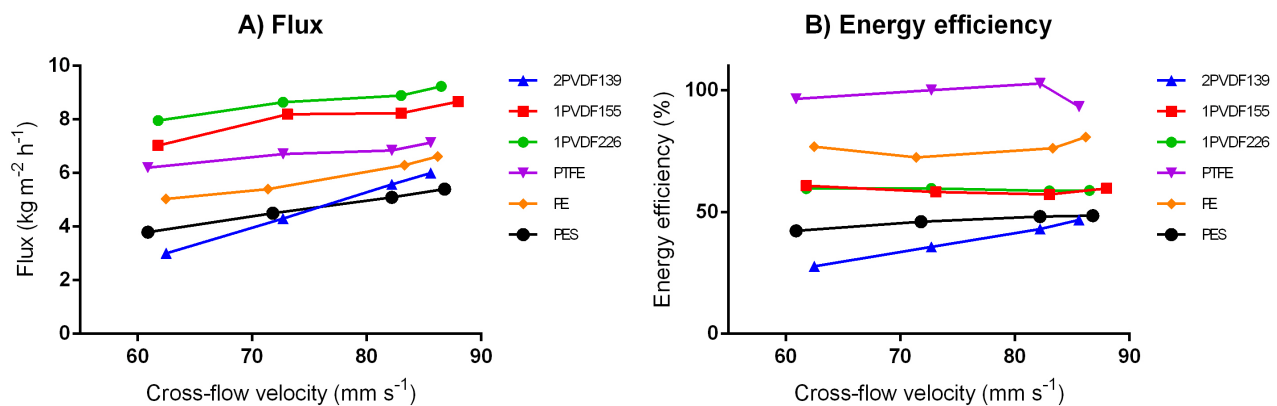 A) Flux
10
8
6
4
2
0
60
70
80
90
Flux (kg m⁻² h⁻¹)
Cross-flow velocity (mm s⁻¹)
2PVDF139
1PVDF155
1PVDF226
PTFE
PE
PES
B) Energy efficiency
100
50
0
60
70
80
90
Energy efficiency (%)
Cross-flow velocity (mm s⁻¹)
2PVDF139
1PVDF155
1PVDF226
PTFE
PE
PES